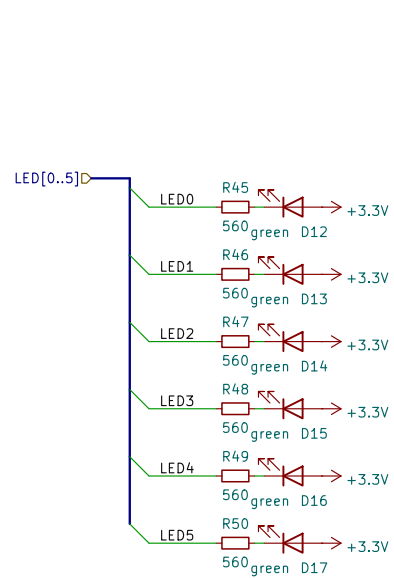 LED[0..5]
R45
LED0
560
green D12
+3.3V
R46
LED1
560
green D13
+3.3V
R47
LED2
560
green D14
+3.3V
R48
LED3
560
green D15
+3.3V
R49
LED4
560
green D16
+3.3V
R50
LED5
560
green D17
+3.3V